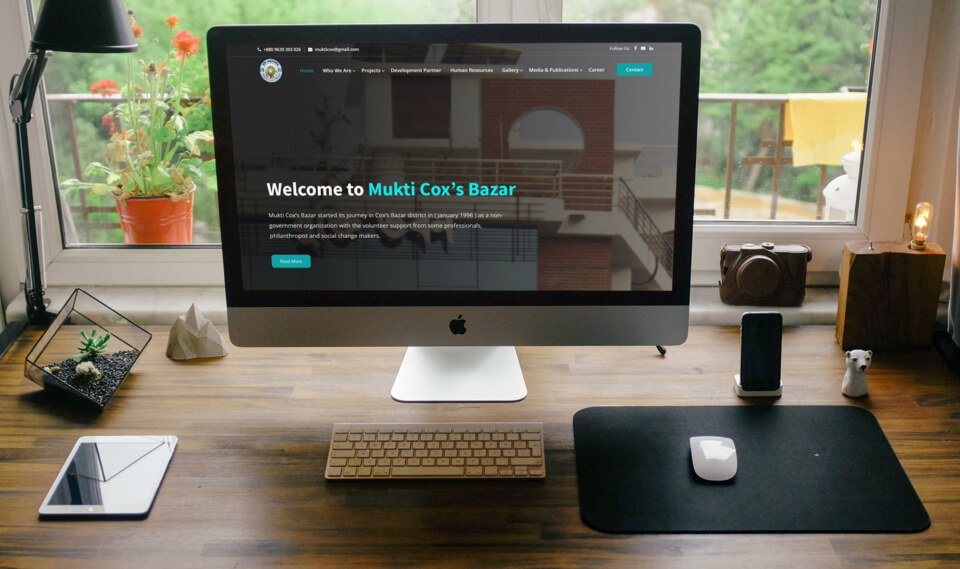 +880 9639 203 026 | mukticox@gmail.com
Follow Us:
Home Who We Are Projects Development Partner Human Resources Gallery Media & Publications Career Contact
Welcome to Mukti Cox's Bazar
Mukti Cox's Bazar started its journey in Cox's Bazar district in ( January 1996 ) as a non-
government organization with the volunteer support from some professionals,
philanthropist and social change makers.
Read More